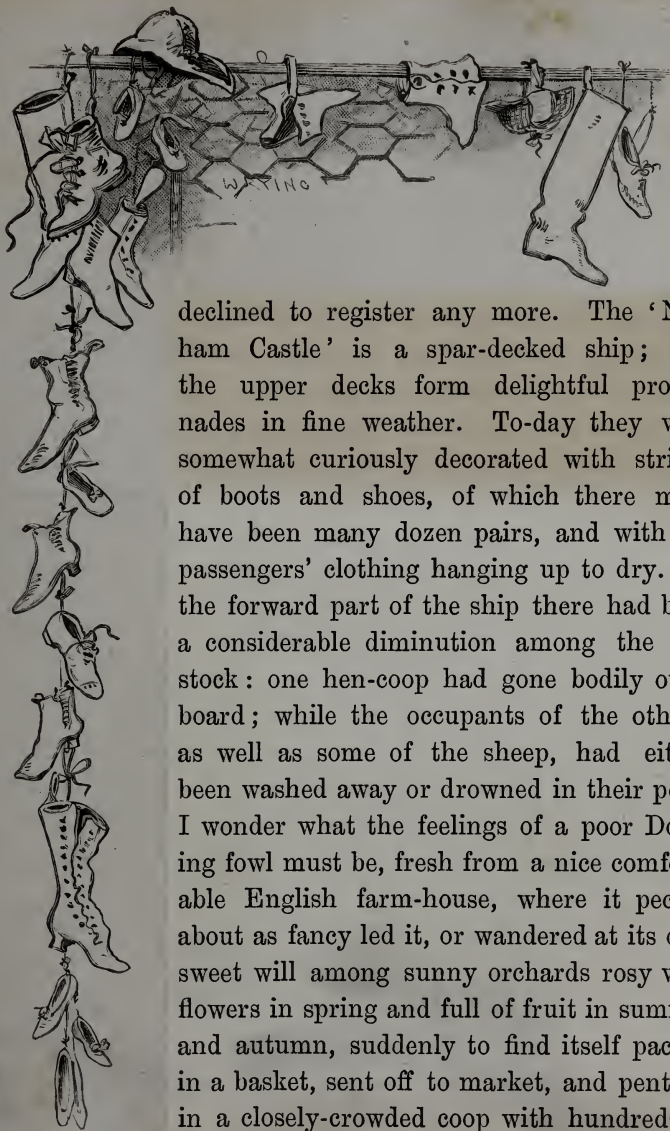 declined to register any more. The ‘N
ham Castle’ is a spar-decked ship;
the upper decks form delightful pro
nades in fine weather. To-day they w
somewhat curiously decorated with stri
of boots and shoes, of which there m
have been many dozen pairs, and with
passengers’ clothing hanging up to dry.
the forward part of the ship there had b
a considerable diminution among the
stock : one hen-coop had gone bodily ov
board; while the occupants of the oth
as well as some of the sheep, had eit
been washed away or drowned in their pe
I wonder what the feelings of a poor Do
ing fowl must be, fresh from a nice comf
able English farm-house, where it pec
about as fancy led it, or wandered at its o
sweet will among sunny orchards rosy w
flowers in spring and full of fruit in sum
and autumn, suddenly to find itself pac
in a basket, sent off to market, and pent
in a closely-crowded coop with hundred